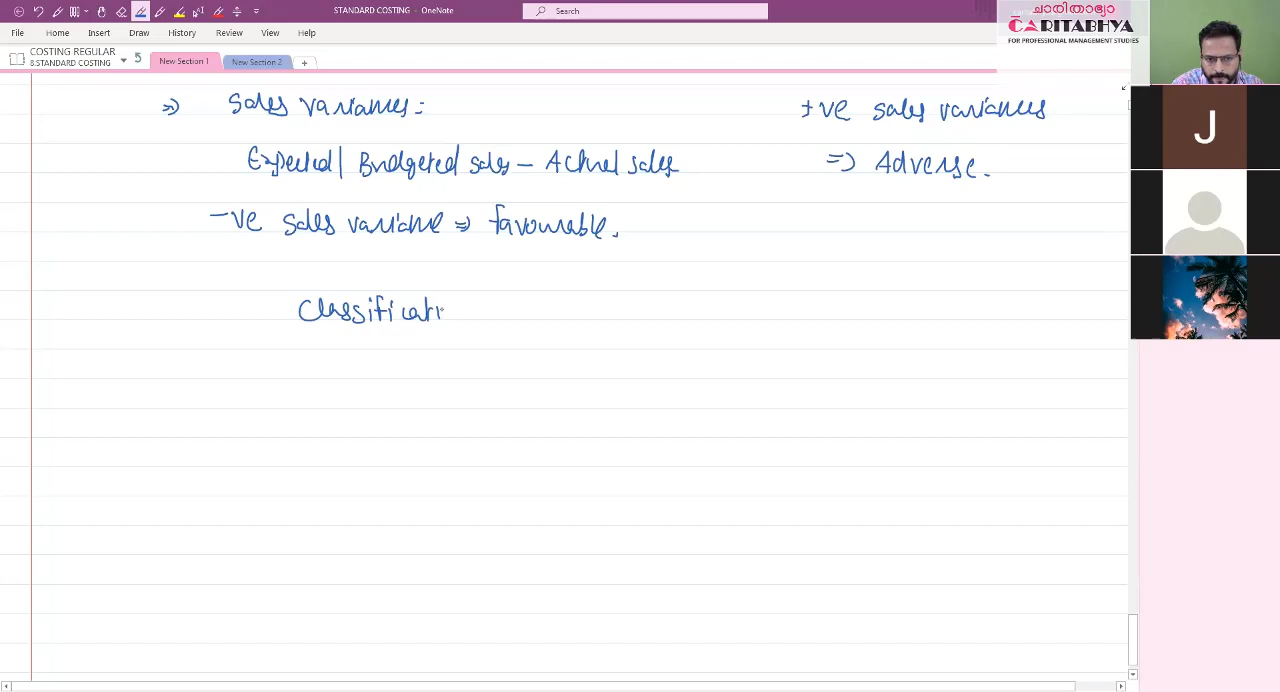 STANDARD COSTING - OneNote
Search
File Home Insert Draw History Review View Help
COSTING REGULAR
8.STANDARD COSTING
5
New Section 1
New Section 2
ചാരിതാഭ്യാ
CARITABHYA
FOR PROFESSIONAL MANAGEMENT STUDIES
J
⇒ Sales variances :
+ve sales variances
Expected | Budgeted sales – Actual sales
⇒ Adverse.
-ve sales variance ⇒ favourable.
Classificati